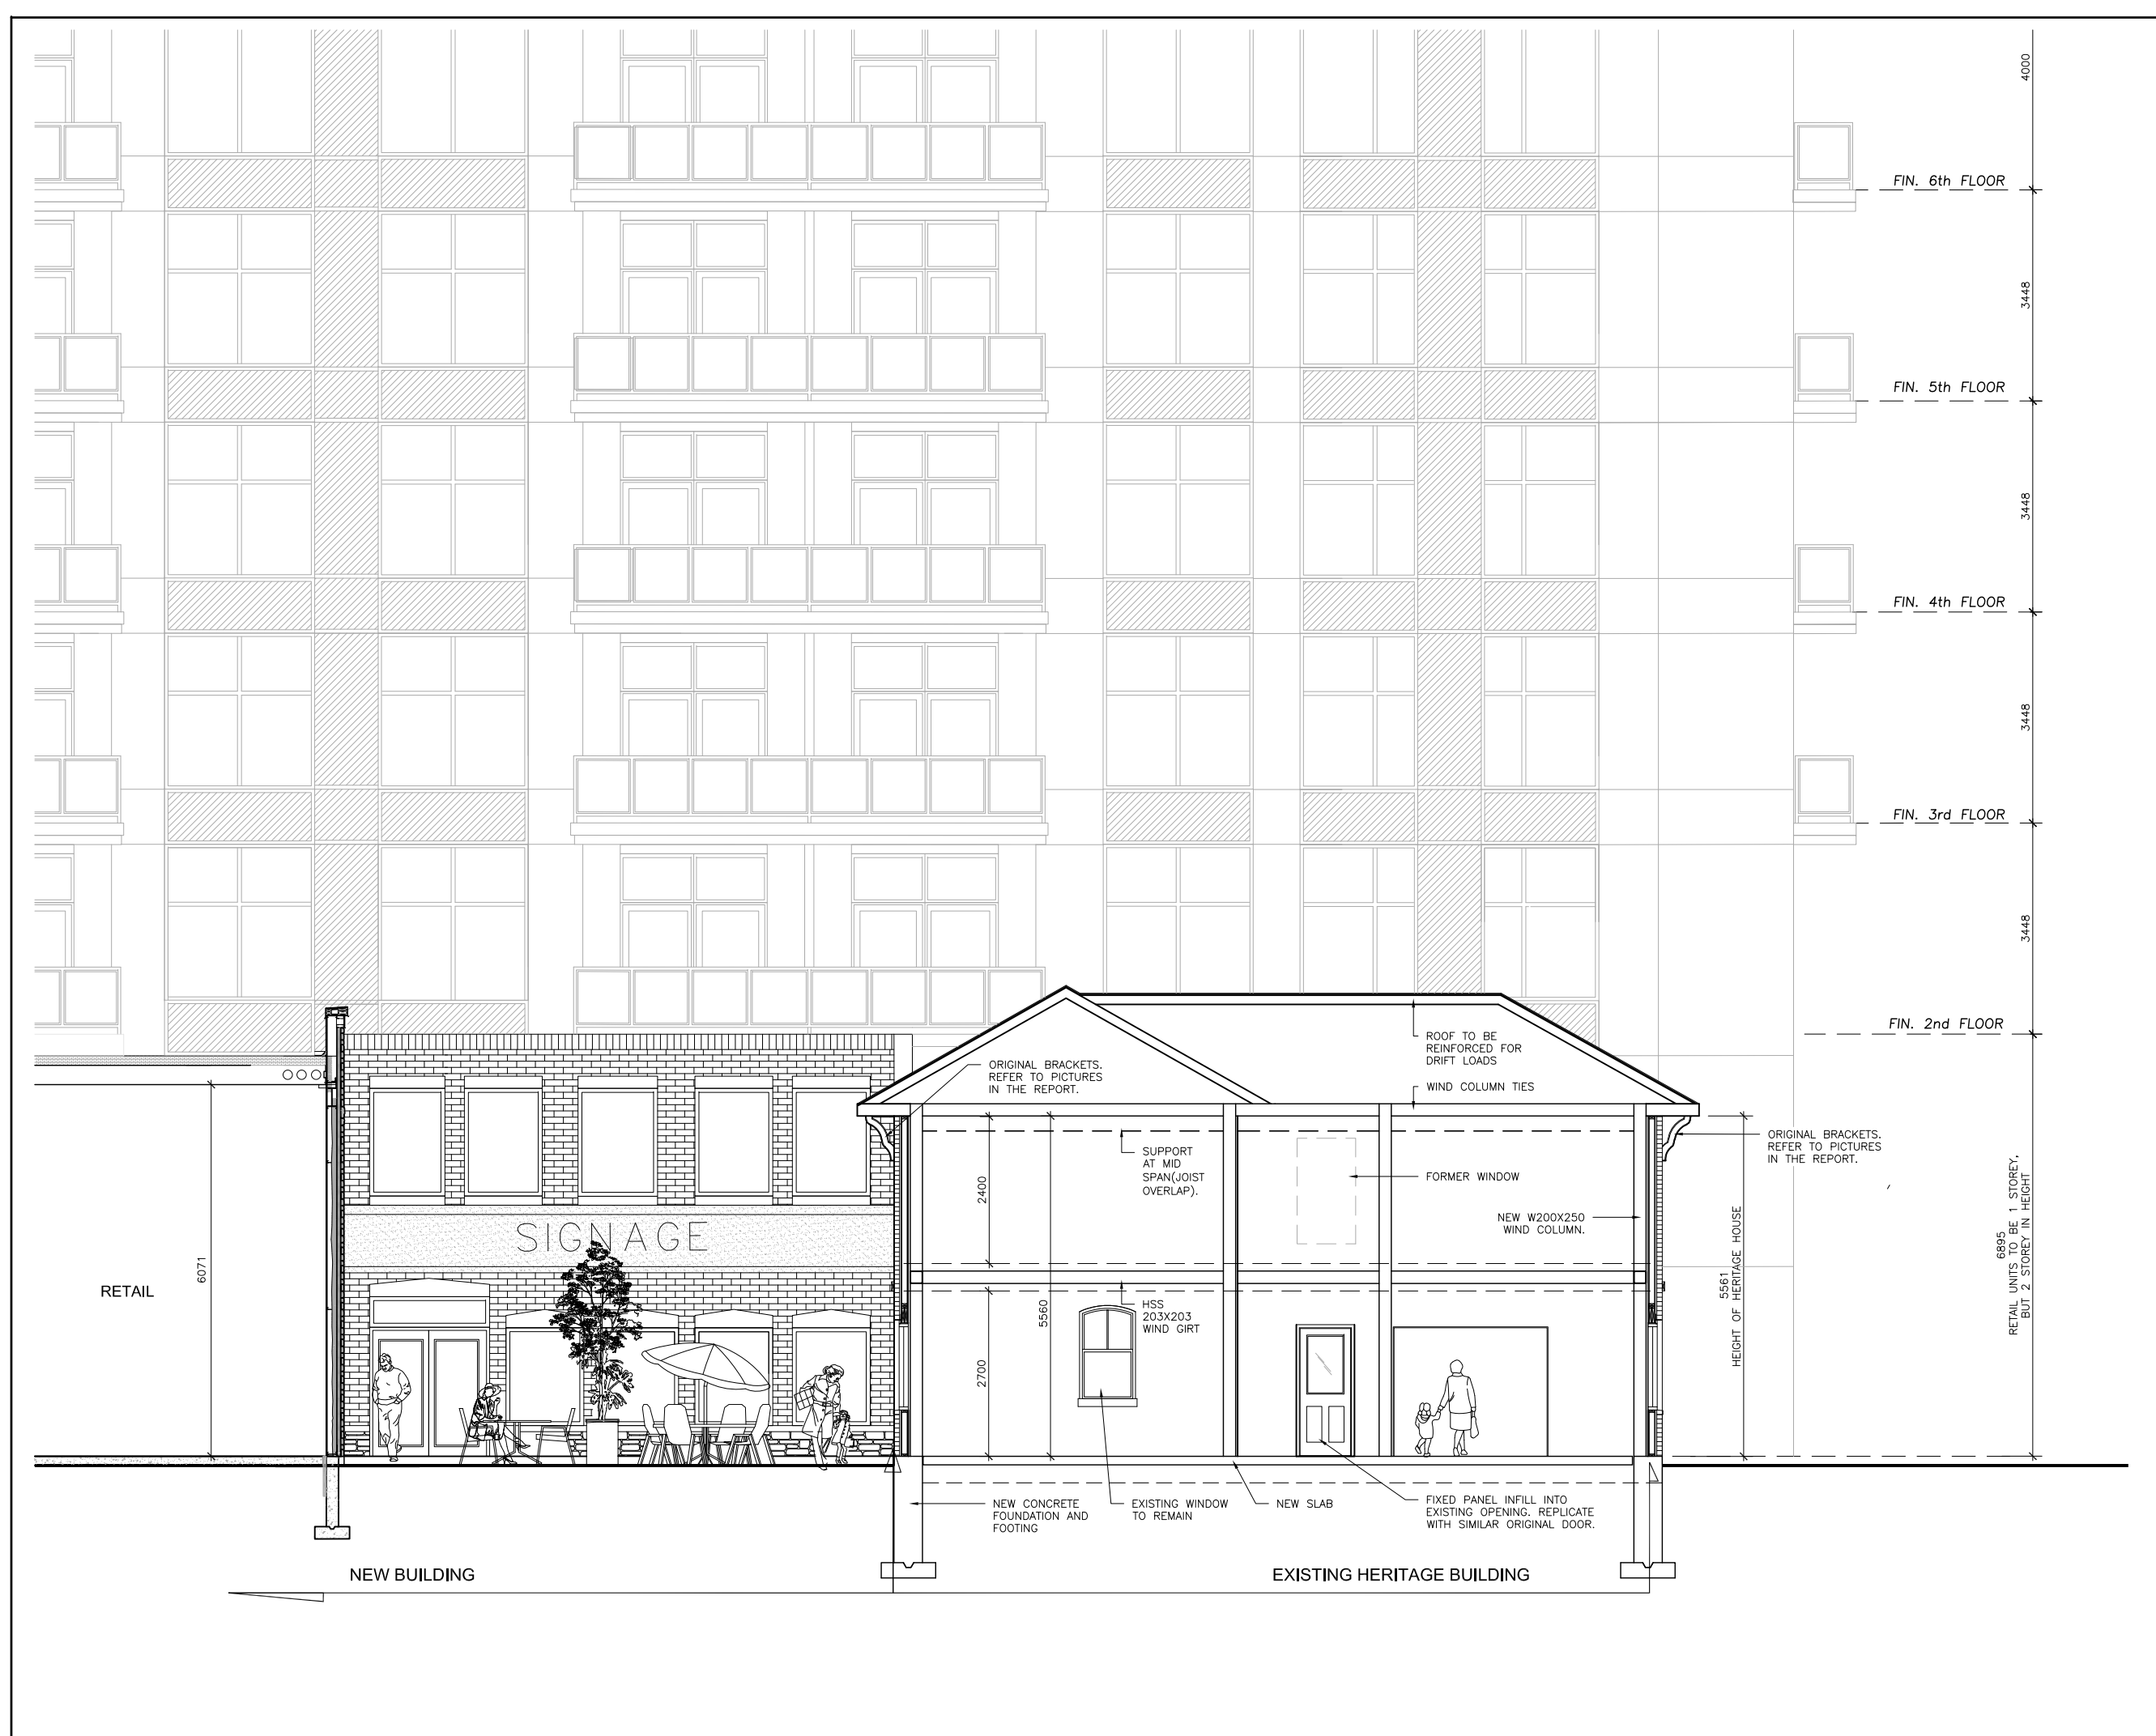 4000
FIN. 6th FLOOR
3448
FIN. 5th FLOOR
3448
FIN. 4th FLOOR
3448
FIN. 3rd FLOOR
3448
FIN. 2nd FLOOR
ROOF TO BE
REINFORCED FOR
DRIFT LOADS
ORIGINAL BRACKETS.
REFER TO PICTURES
IN THE REPORT.
WIND COLUMN TIES
ORIGINAL BRACKETS.
REFER TO PICTURES
IN THE REPORT.
SUPPORT
AT MID
SPAN(JOIST
OVERLAP).
FORMER WINDOW
2400
NEW W200X250
WIND COLUMN.
SIGNAGE
6071
RETAIL
5560
HSS
203X203
WIND GIRT
2700
5561
HEIGHT OF HERITAGE HOUSE
6895
RETAIL UNITS TO BE 1 STOREY,
BUT 2 STOREY IN HEIGHT
NEW CONCRETE
FOUNDATION AND
FOOTING
EXISTING WINDOW
TO REMAIN
NEW SLAB
FIXED PANEL INFILL INTO
EXISTING OPENING. REPLICATE
WITH SIMILAR ORIGINAL DOOR.
NEW BUILDING
EXISTING HERITAGE BUILDING